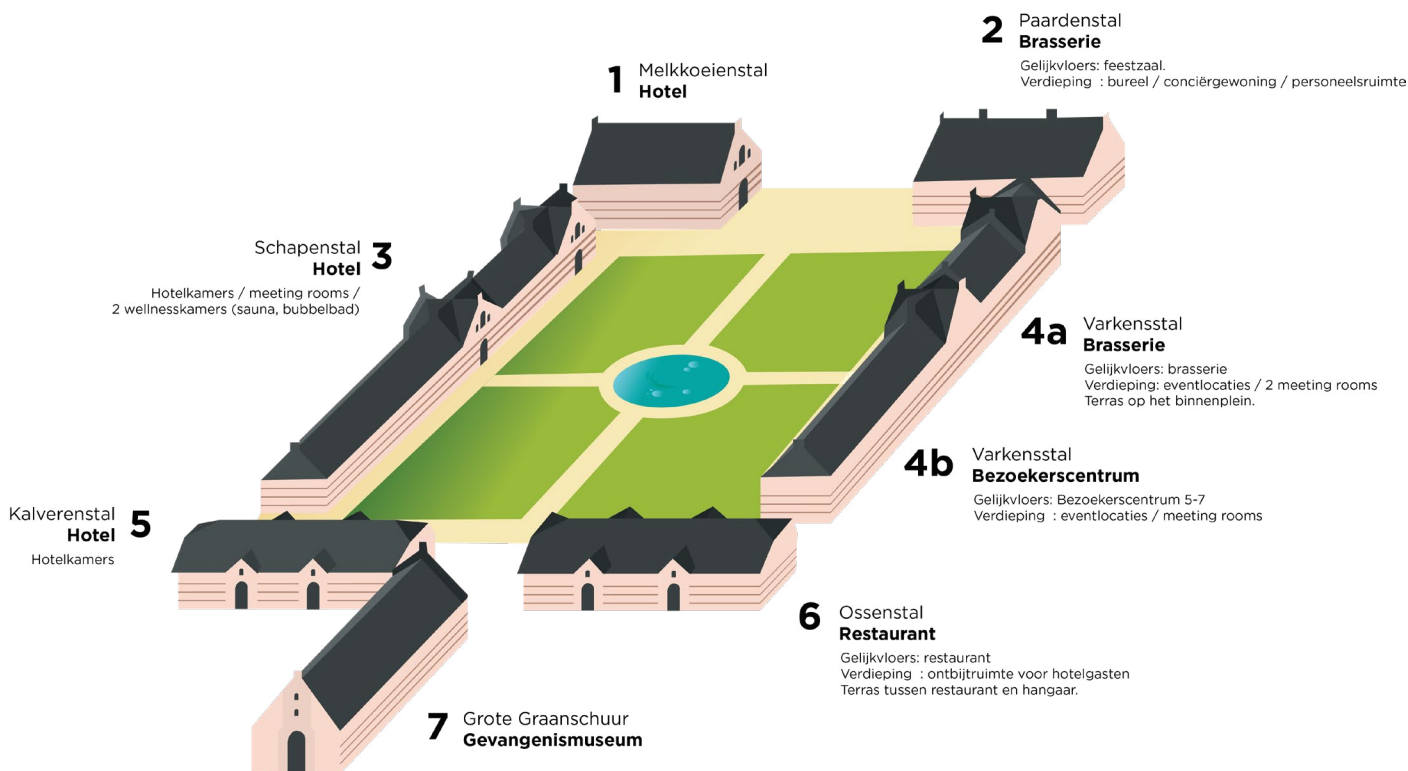 1 Melkkoeienstal
Hotel
2 Paardenstal
Brasserie
Gelijkvloers: feestzaal.
Verdieping : bureel / conciërgewoning / personeelsruimte
Schapenstal 3
Hotel
Hotelkamers / meeting rooms /
2 wellnesskamers (sauna, bubbelbad)
4a Varkensstal
Brasserie
Gelijkvloers: brasserie
Verdieping: eventlocaties / 2 meeting rooms
Terras op het binnenplein.
4b Varkensstal
Bezoekerscentrum
Gelijkvloers: Bezoekerscentrum 5-7
Verdieping : eventlocaties / meeting rooms
Kalverenstal 5
Hotel
Hotelkamers
6 Ossenstal
Restaurant
Gelijkvloers: restaurant
Verdieping : ontbijtruimte voor hotelgasten
Terras tussen restaurant en hangaar.
7 Grote Graanschuur
Gevangenismuseum